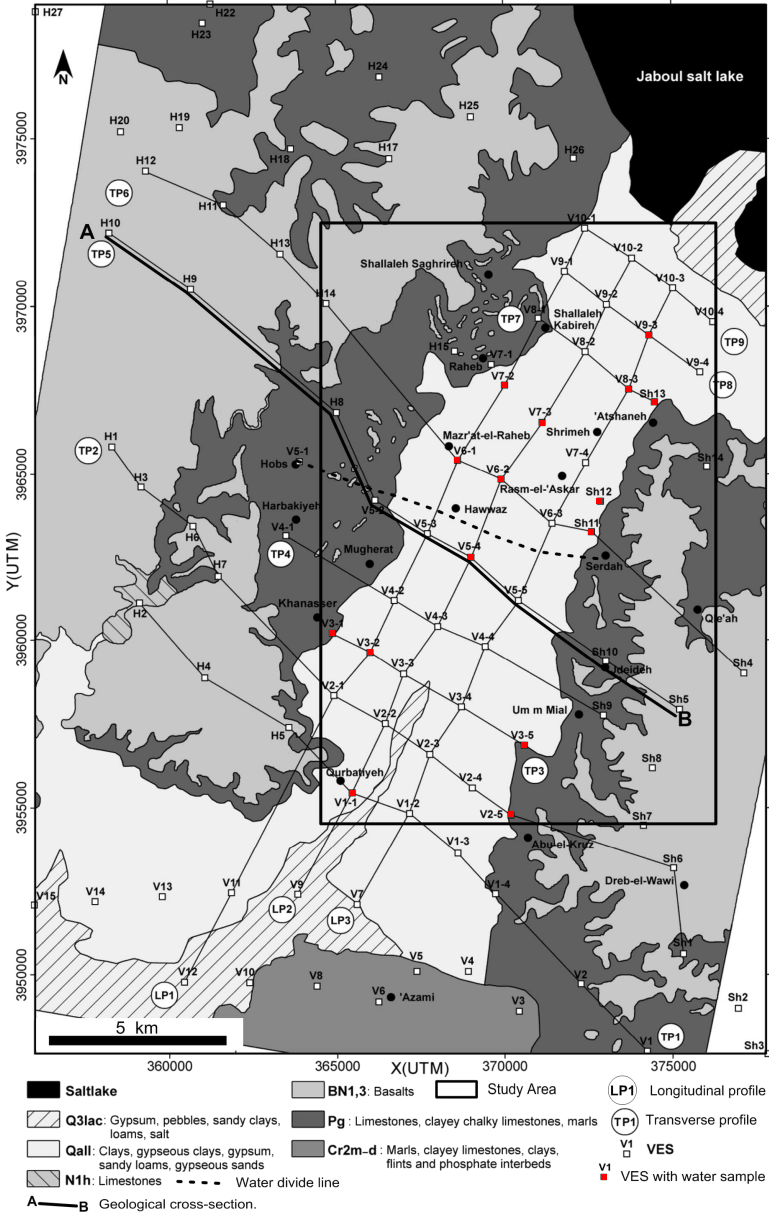 H27
H22
H23
N
H24
Jaboul salt lake
H25
H20
H19
3975000
H12
H18
H17
H26
TP6
H11
A
H10
V10-1
TP5
H13
V10-2
Shallaleh Saghrireh
V9-1
H9
V10-3
3970000
H14
V9-2
V8-1
Shallaleh
Kabireh
V10-4
TP7
V9-3
TP9
H15
V7-1
V8-2
Raheb
V9-4
V7-2
V8-3
TP8
Sh13
H8
V7-3
'Atshaneh
H1
Mazr'at-el-Raheb
Shrimeh
TP2
V6-1
V7-4
Sh14
3965000
V5-1
Hobs
V6-2
H3
Rasm-el-'Askar
Sh12
Harbakiyeh
V5-2
Hawwaz
V6-3
H6
V4-1
V5-3
Sh11
TP4
Mugherat
V5-4
Serdah
Y(UTM)
H7
V4-2
V5-5
H2
Khanasser
Qie'ah
3960000
V3-1
V4-3
V3-2
V4-4
Sh10
Jdeideh
H4
V3-3
Sh4
V2-1
V3-4
Sh5
B
Um m Mial
Sh9
V2-2
H5
V3-5
V2-3
TP3
Sh8
Qurbatiyeh
V2-4
3955000
V1-1
V1-2
V2-5
Sh7
Abu-el-Kruz
V1-3
Sh6
Dreb-el-Wawi
V15
V14
V13
V11
V9
V7
V1-4
LP2
LP3
Sh1
3950000
V12
V10
V8
V5
V4
V2
LP1
V6
'Azami
V3
Sh2
5 km
TP1
V1
Sh3
360000
365000
X(UTM)
370000
375000
Saltlake
BN1,3: Basalts
Study Area
LP1
Longitudinal profile
Q3lac: Gypsum, pebbles, sandy clays,
loams, salt
Pg: Limestones, clayey chalky limestones, marls
TP1
Transverse profile
Qall: Clays, gypseous clays, gypsum,
sandy loams, gypseous sands
Cr2m-d: Marls, clayey limestones, clays,
flints and phosphate interbeds
V1
VES
N1h: Limestones
Water divide line
V1
VES with water sample
A
B
Geological cross-section.